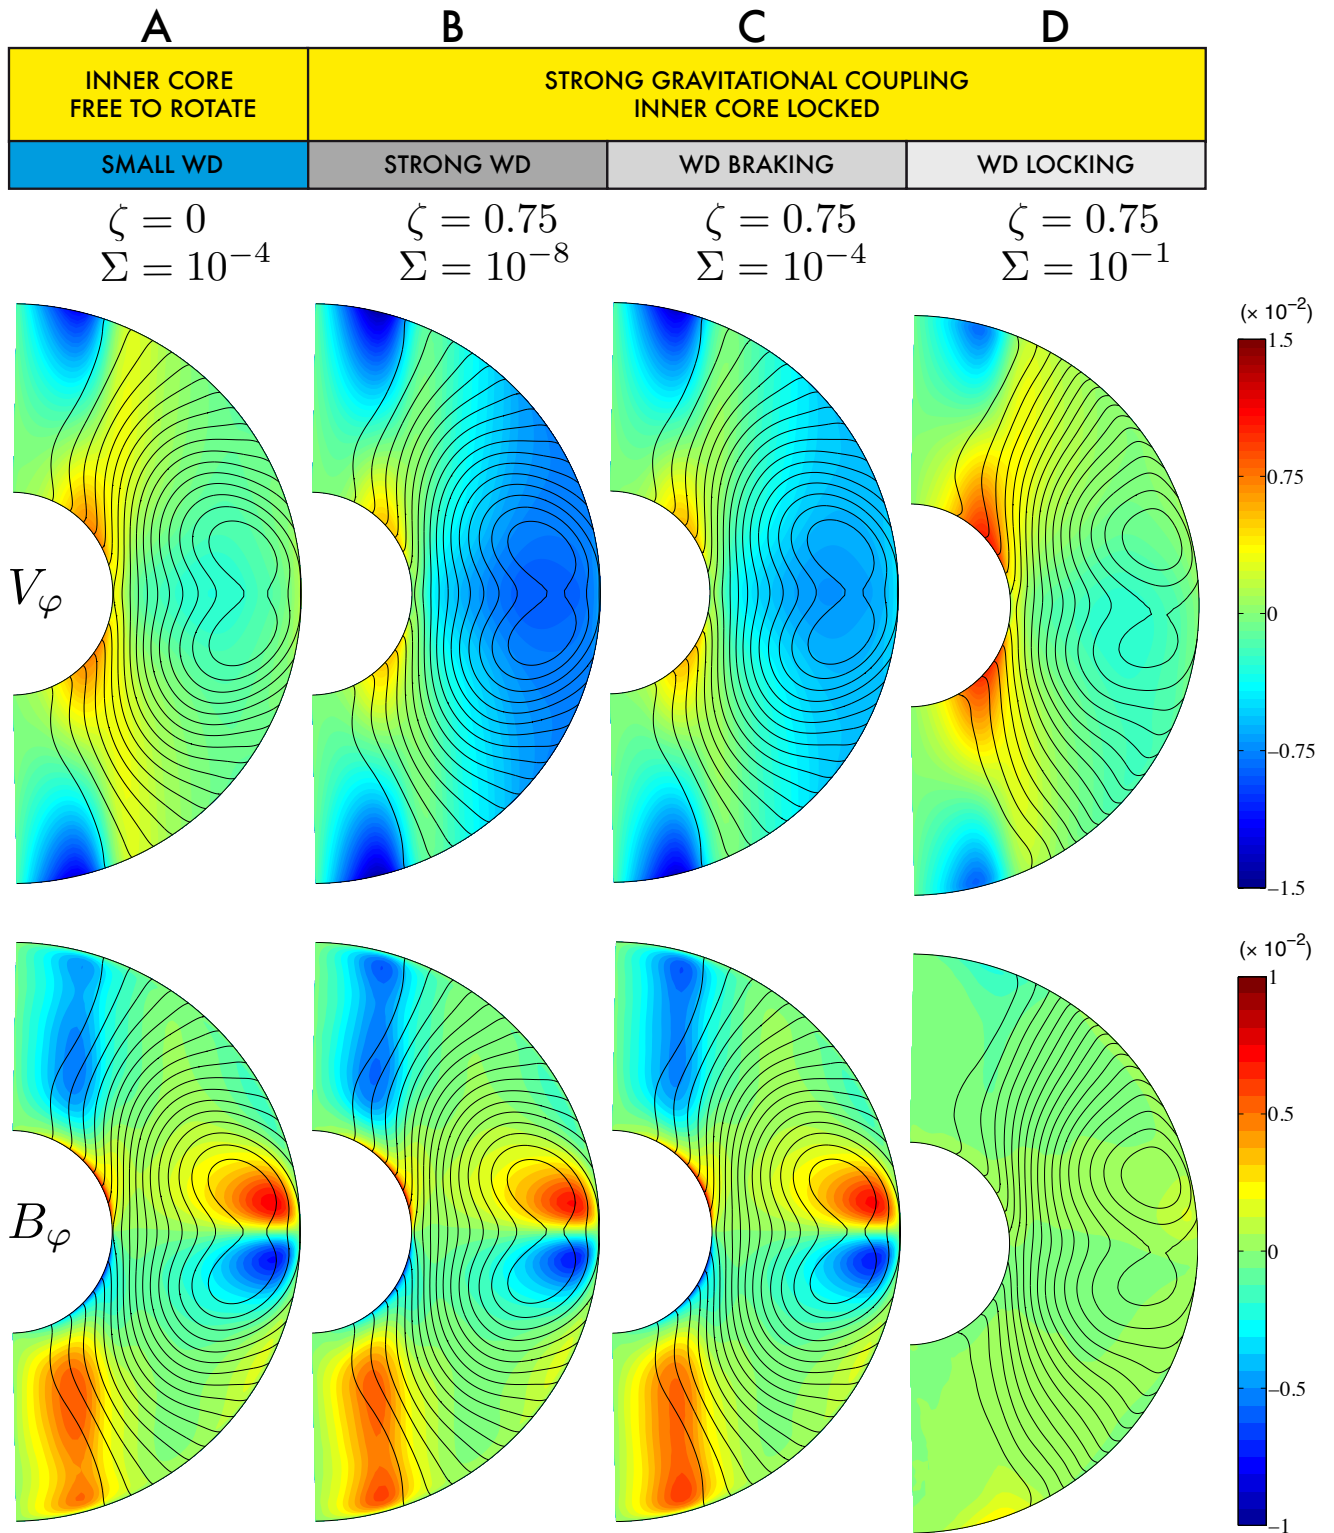 A B C D
INNER CORE
FREE TO ROTATE
STRONG GRAVITATIONAL COUPLING
INNER CORE LOCKED
SMALL WD STRONG WD WD BRAKING WD LOCKING
ζ = 0 ζ = 0.75 ζ = 0.75 ζ = 0.75
Σ = 10⁻⁴ Σ = 10⁻⁸ Σ = 10⁻⁴ Σ = 10⁻¹
(× 10⁻²)
1.5
0.75
0
−0.75
−1.5
Vφ
(× 10⁻²)
1
0.5
0
−0.5
−1
Bφ